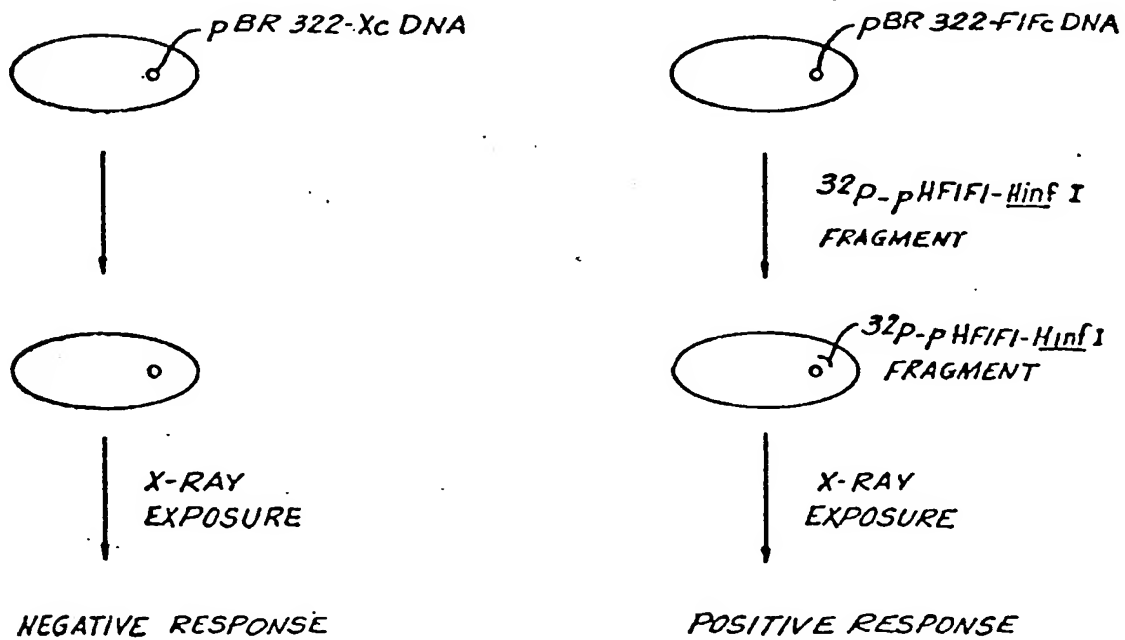 pBR 322-Xc DNA
pBR 322-FIFc DNA
32p-pHFIFI-Hinf I
FRAGMENT
32p-pHFIFI-Hinf I
FRAGMENT
X-RAY
EXPOSURE
X-RAY
EXPOSURE
NEGATIVE RESPONSE
POSITIVE RESPONSE